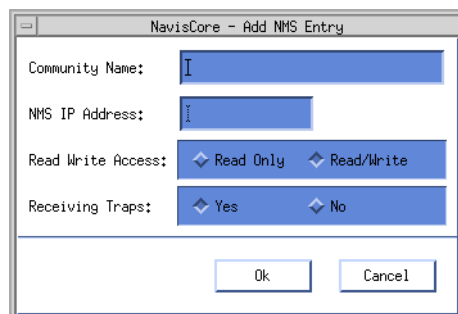 NavisCore - Add NMS Entry
Community Name:
NMS IP Address:
Read Write Access: Read Only Read/Write
Receiving Traps: Yes No
Ok Cancel